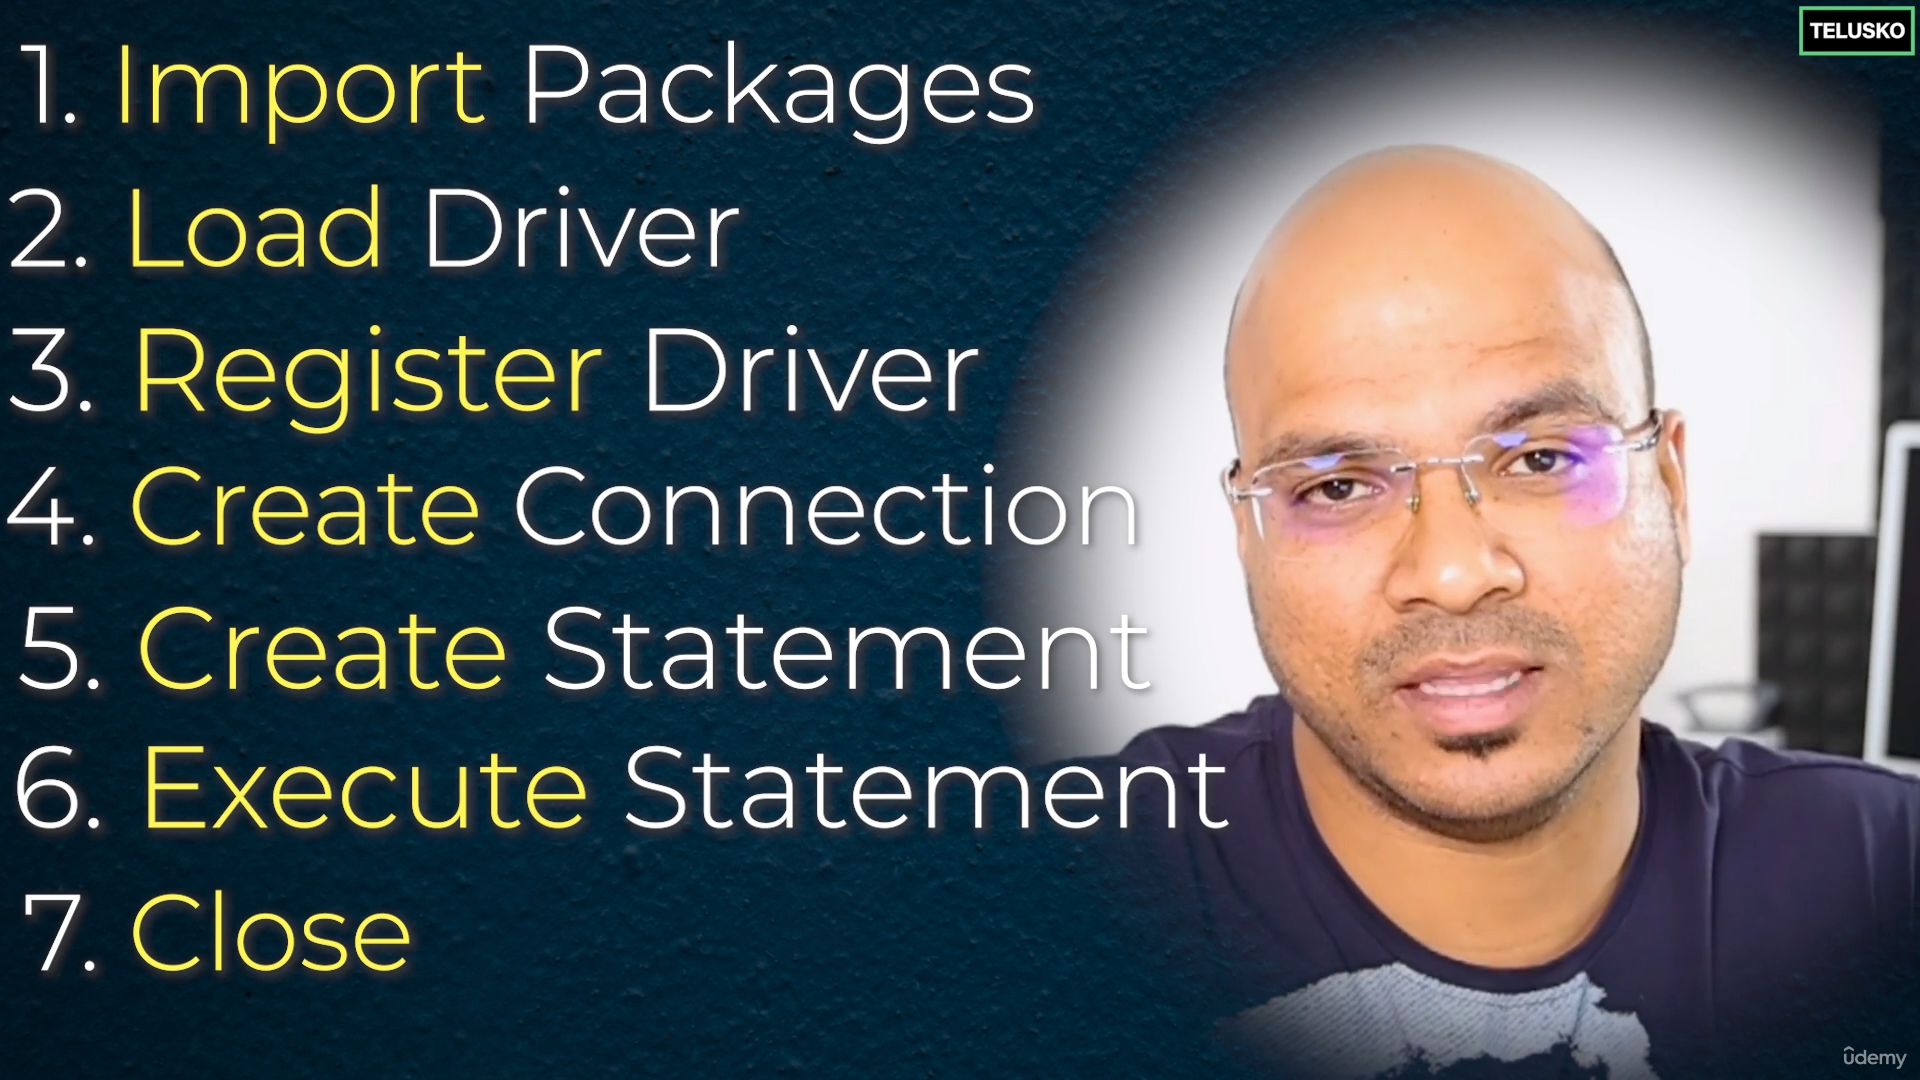 TELUSKO
1. Import Packages
2. Load Driver
3. Register Driver
4. Create Connection
5. Create Statement
6. Execute Statement
7. Close
ûdemy